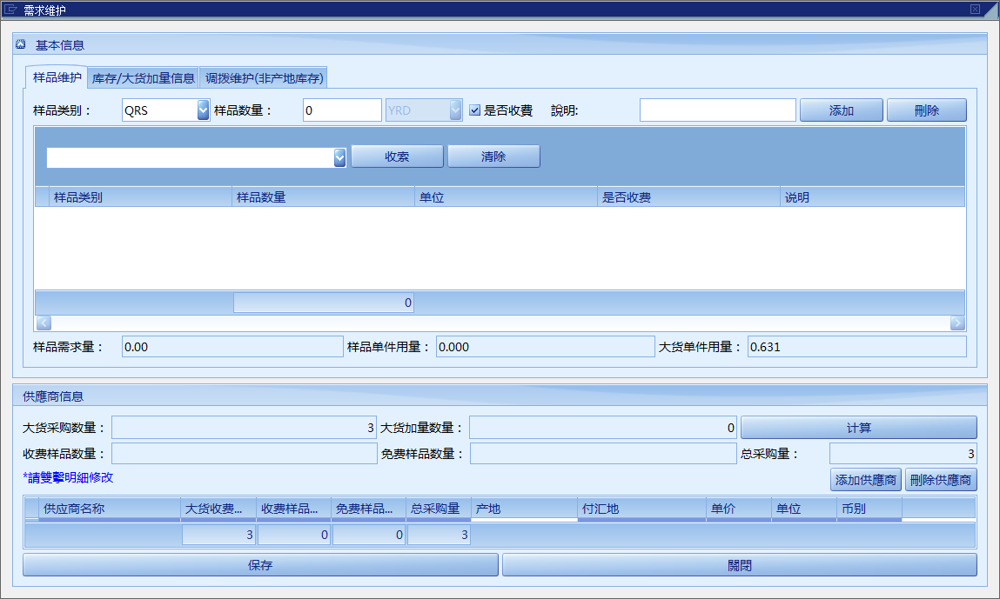 需求维护
基本信息
样品维护 库存/大货加量信息 调拨维护(非产地库存)
样品类别： QRS 样品数量： 0 YRD 是否收费 說明: 添加 刪除
收索 清除
样品类别 样品数量 单位 是否收费 说明
0
样品需求量： 0.00 样品单件用量： 0.000 大货单件用量： 0.631
供應商信息
大货采购数量： 3 大货加量数量： 0 计算
收费样品数量： 免费样品数量： 总采购量： 3
*請雙擊明細修改 添加供應商 刪除供應商
供应商名称 大货收费... 收费样品... 免费样品... 总采购量 产地 付汇地 单价 单位 币别
3 0 0 3
保存 關閉